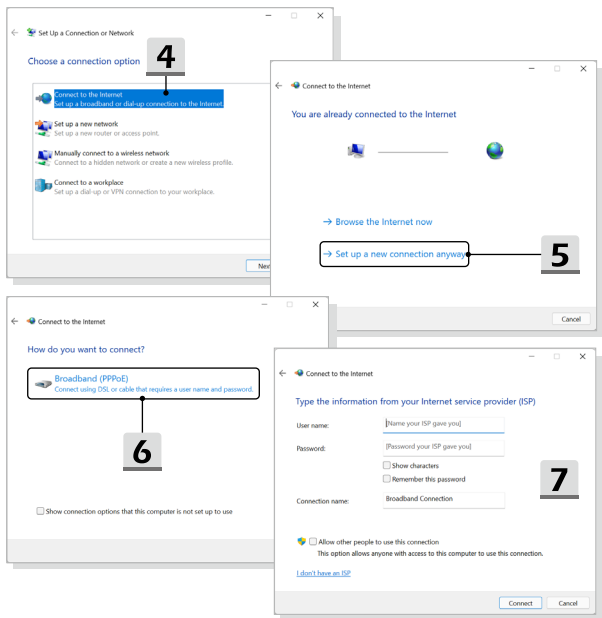 Set Up a Connection or Network
Choose a connection option
4
Connect to the Internet
Set up a broadband or dial-up connection to the Internet.
Set up a new network
Set up a new router or access point.
Manually connect to a wireless network
Connect to a hidden network or create a new wireless profile.
Connect to a workplace
Set up a dial-up or VPN connection to your workplace.
Connect to the Internet
You are already connected to the Internet
→ Browse the Internet now
→ Set up a new connection anyway
5
Cancel
Connect to the Internet
How do you want to connect?
Broadband (PPPoE)
Connect using DSL or cable that requires a user name and password.
6
Show connection options that this computer is not set up to use
Connect to the Internet
Type the information from your Internet service provider (ISP)
User name: [Name your ISP gave you]
Password: [Password your ISP gave you]
Show characters
Remember this password
7
Connection name: Broadband Connection
Allow other people to use this connection
This option allows anyone with access to this computer to use this connection.
I don't have an ISP
Connect Cancel